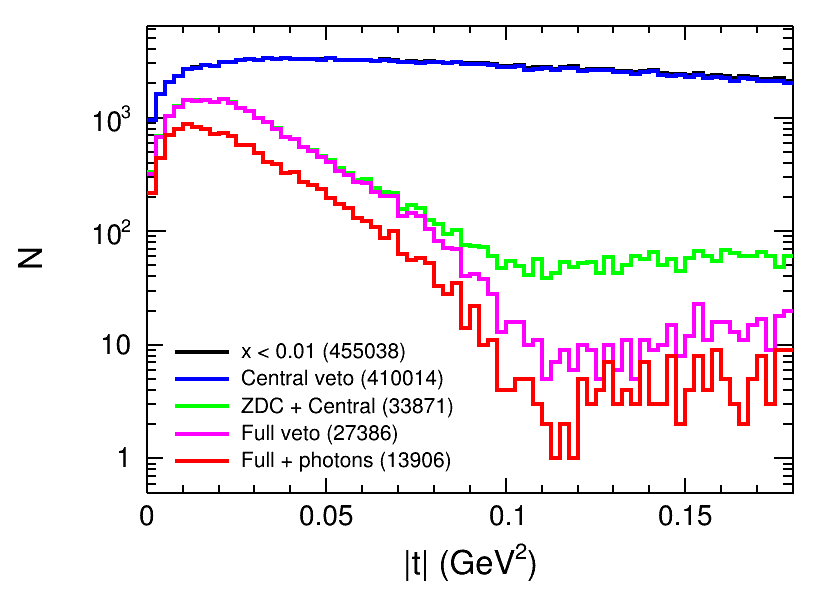 N
10³
10²
10
1
x < 0.01 (455038)
Central veto (410014)
ZDC + Central (33871)
Full veto (27386)
Full + photons (13906)
0 0.05 0.1 0.15
|t| (GeV²)